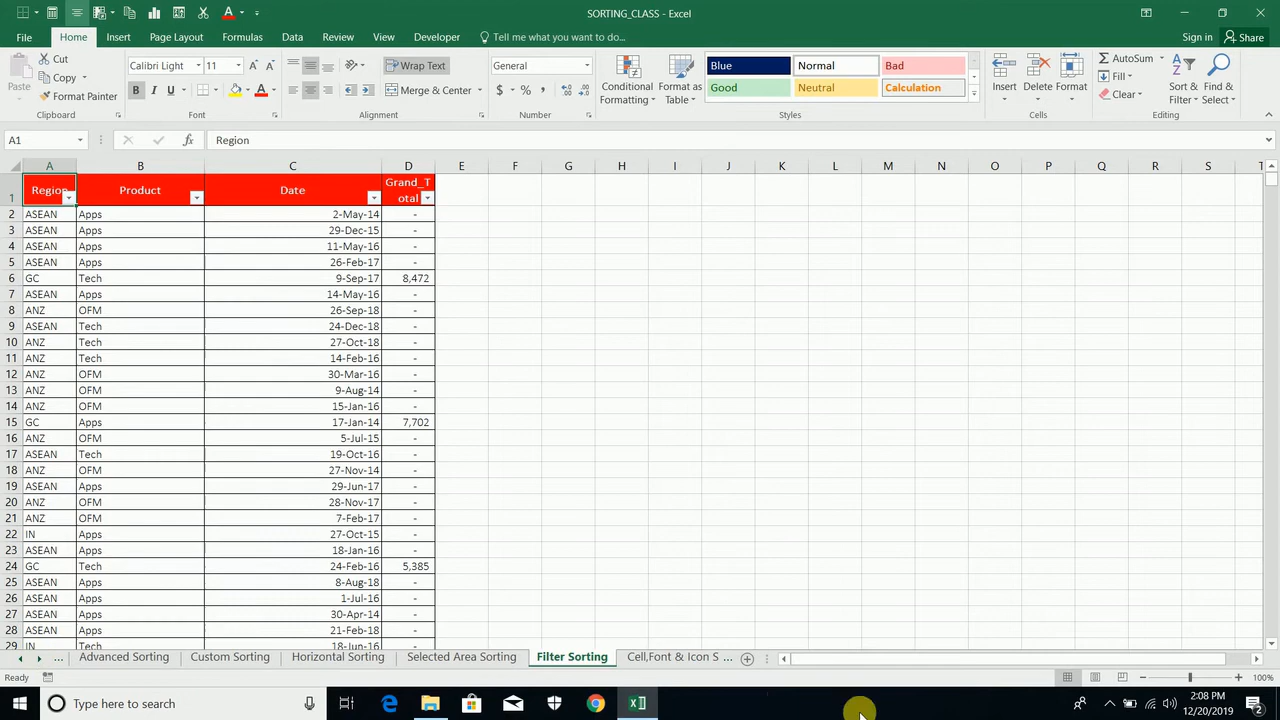 SORTING_CLASS - Excel
File Home Insert Page Layout Formulas Data Review View Developer Tell me what you want to do... Sign in Share
Paste
Cut
Copy
Format Painter
Clipboard
Calibri Light 11
B I U
Font
Wrap Text
Merge & Center
Alignment
General
$ % ,
Number
Conditional Formatting
Format as Table
Blue Normal Bad
Good Neutral Calculation
Styles
Insert Delete Format
Cells
AutoSum
Fill
Clear
Sort & Filter
Find & Select
Editing
A1 fx Region
A B C D E F G H I J K L M N O P Q R S T
1 Region Product Date Grand_Total
2 ASEAN Apps 2-May-14 -
3 ASEAN Apps 29-Dec-15 -
4 ASEAN Apps 11-May-16 -
5 ASEAN Apps 26-Feb-17 -
6 GC Tech 9-Sep-17 8,472
7 ASEAN Apps 14-May-16 -
8 ANZ OFM 26-Sep-18 -
9 ASEAN Tech 24-Dec-18 -
10 ANZ Tech 27-Oct-18 -
11 ANZ Tech 14-Feb-16 -
12 ANZ OFM 30-Mar-16 -
13 ANZ OFM 9-Aug-14 -
14 ANZ OFM 15-Jan-16 -
15 GC Apps 17-Jan-14 7,702
16 ANZ OFM 5-Jul-15 -
17 ASEAN Tech 19-Oct-16 -
18 ANZ OFM 27-Nov-14 -
19 ASEAN Apps 29-Jun-17 -
20 ANZ OFM 28-Nov-17 -
21 ANZ OFM 7-Feb-17 -
22 IN Apps 27-Oct-15 -
23 ASEAN Apps 18-Jan-16 -
24 GC Tech 24-Feb-16 5,385
25 ASEAN Apps 8-Aug-18 -
26 ASEAN Apps 1-Jul-16 -
27 ASEAN Apps 30-Apr-14 -
28 ASEAN Apps 21-Feb-18 -
29 IN Tech 18-Jun-16 -
... Advanced Sorting Custom Sorting Horizontal Sorting Selected Area Sorting Filter Sorting Cell,Font & Icon S ...
Ready 100%
Type here to search
2:08 PM
12/20/2019
2